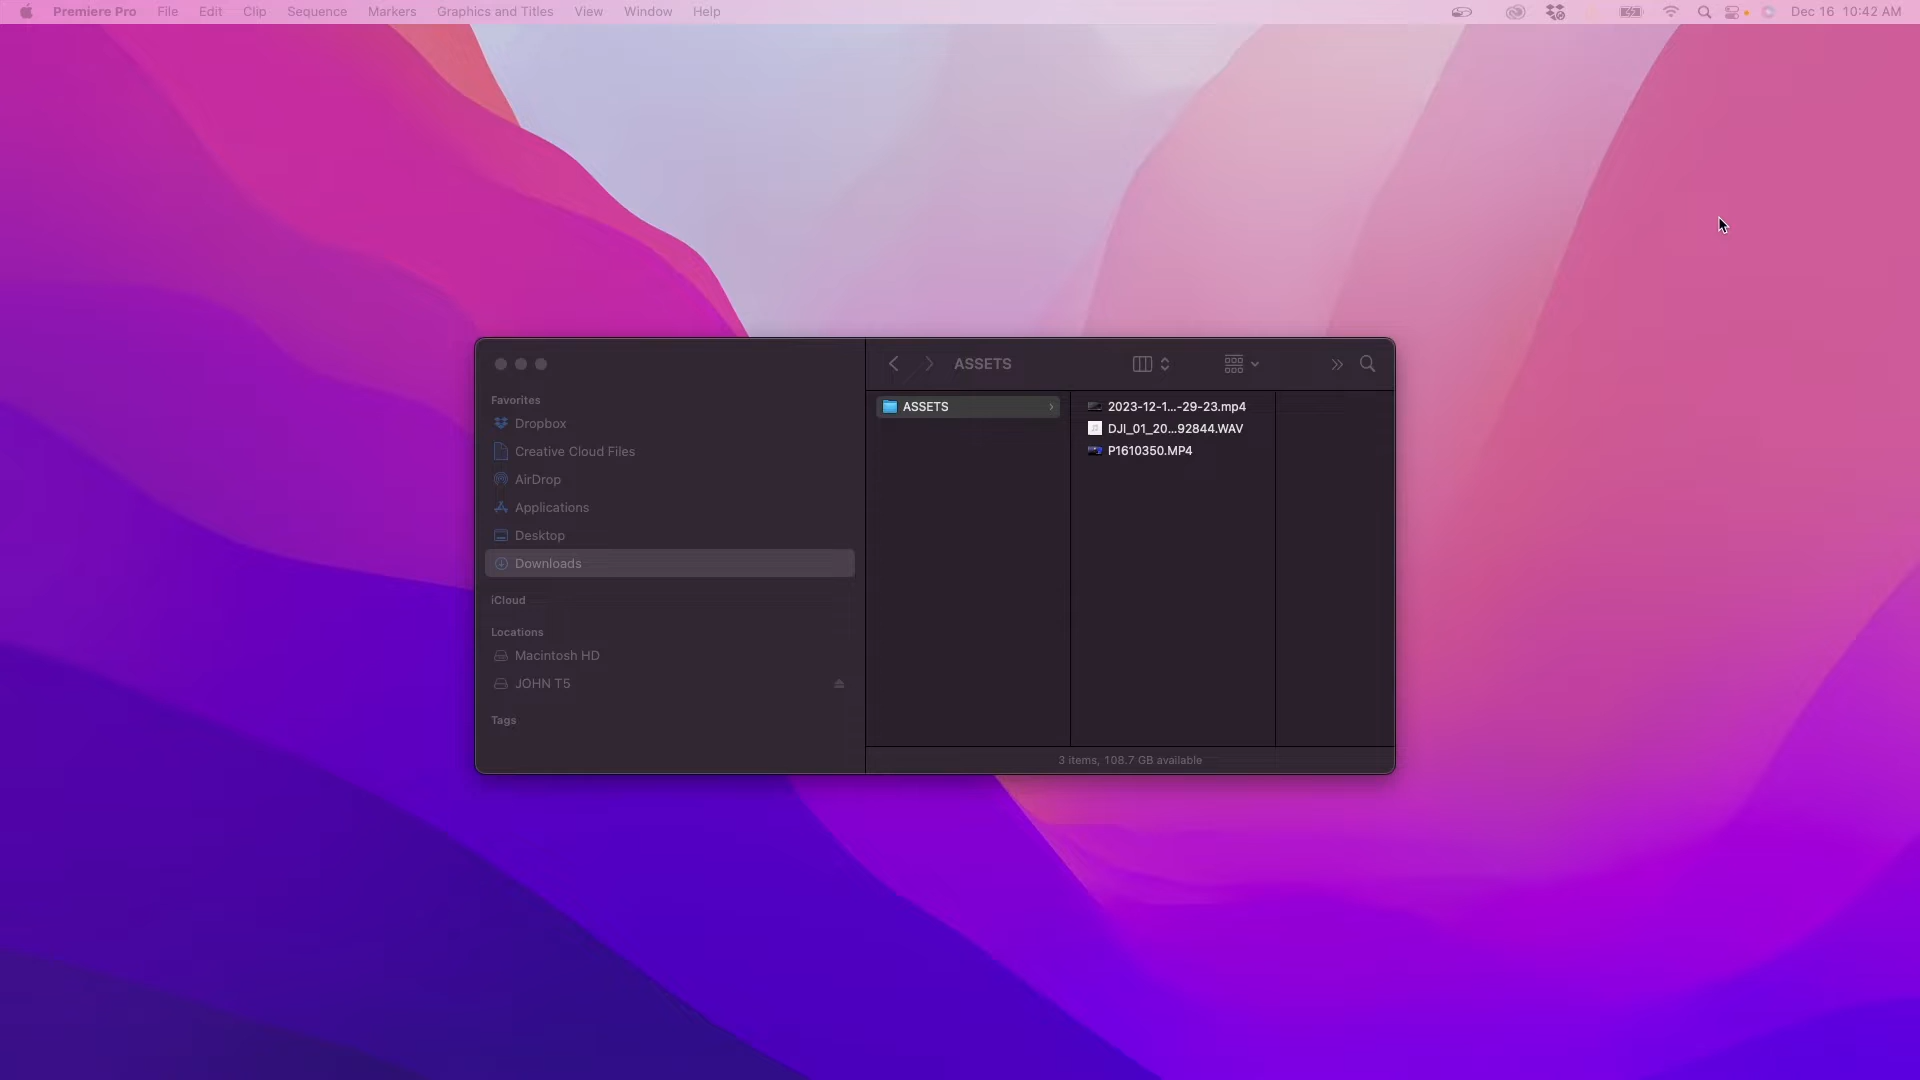 Premiere Pro File Edit Clip Sequence Markers Graphics and Titles View Window Help Dec 16 10:42 AM
ASSETS
Favorites
Dropbox
Creative Cloud Files
AirDrop
Applications
Desktop
Downloads
iCloud
Locations
Macintosh HD
JOHN T5
Tags
ASSETS
2023-12-1...-29-23.mp4
DJI_01_20...92844.WAV
P1610350.MP4
3 items, 108.7 GB available